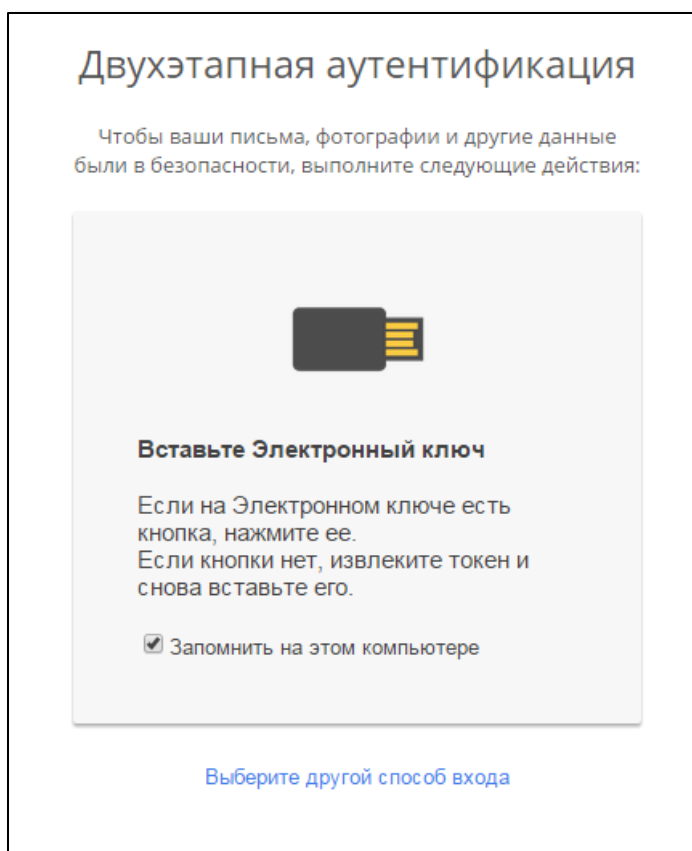 Двухэтапная аутентификация
Чтобы ваши письма, фотографии и другие данные
были в безопасности, выполните следующие действия:
Вставьте Электронный ключ
Если на Электронном ключе есть
кнопка, нажмите ее.
Если кнопки нет, извлеките токен и
снова вставьте его.
Запомнить на этом компьютере
Выберите другой способ входа